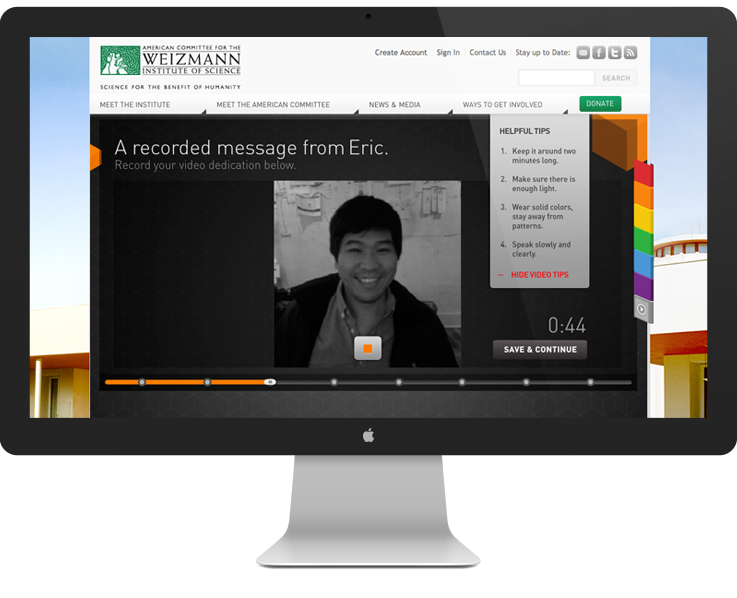 AMERICAN COMMITTEE FOR THE
WEIZMANN
INSTITUTE OF SCIENCE
SCIENCE FOR THE BENEFIT OF HUMANITY
Create Account Sign In Contact Us Stay up to Date:
SEARCH
MEET THE INSTITUTE MEET THE AMERICAN COMMITTEE NEWS & MEDIA WAYS TO GET INVOLVED DONATE
A recorded message from Eric.
Record your video dedication below.
HELPFUL TIPS
1. Keep it around two
minutes long.
2. Make sure there is
enough light.
3. Wear solid colors,
stay away from
patterns.
4. Speak slowly and
clearly.
– HIDE VIDEO TIPS
0:44
SAVE & CONTINUE